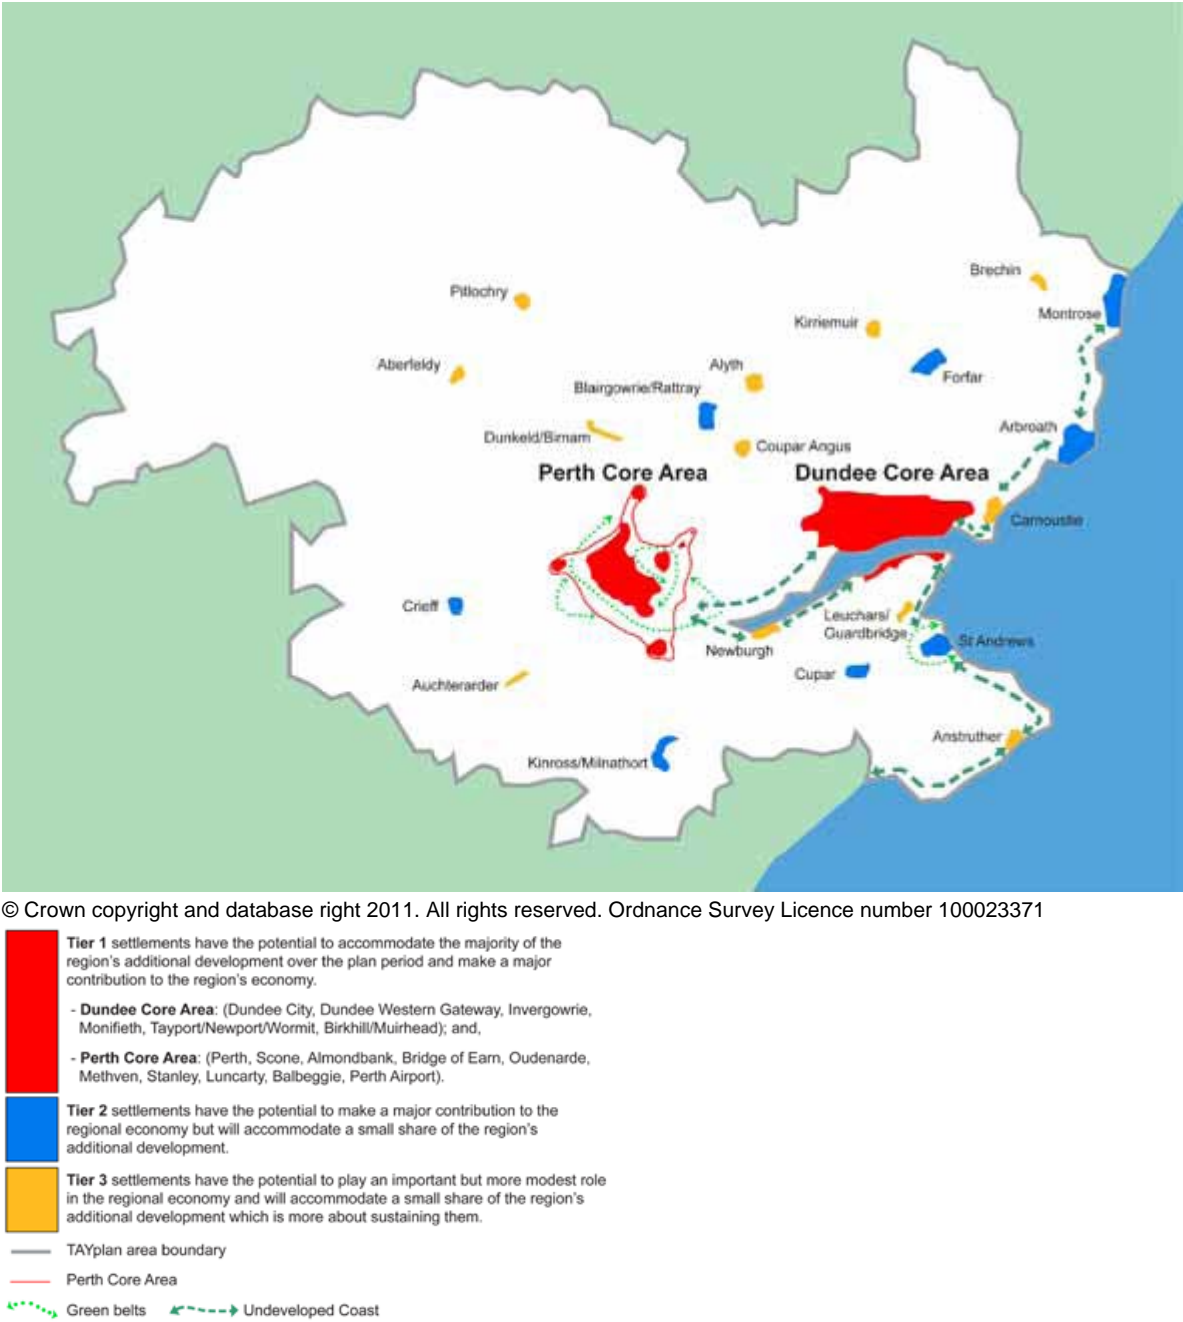 Brechin
Pitlochry
Montrose
Kirriemuir
Aberfeldy
Alyth
Forfar
Blairgowrie/Rattray
Arbroath
Dunkeld/Birnam
Coupar Angus
Perth Core Area
Dundee Core Area
Carnoustie
Crieff
Leuchars/
Guardbridge
St Andrews
Newburgh
Cupar
Auchterarder
Anstruther
Kinross/Milnathort
© Crown copyright and database right 2011. All rights reserved. Ordnance Survey Licence number 100023371
Tier 1 settlements have the potential to accommodate the majority of the
region's additional development over the plan period and make a major
contribution to the region's economy.
- Dundee Core Area: (Dundee City, Dundee Western Gateway, Invergowrie,
Monifieth, Tayport/Newport/Wormit, Birkhill/Muirhead); and,
- Perth Core Area: (Perth, Scone, Almondbank, Bridge of Earn, Oudenarde,
Methven, Stanley, Luncarty, Balbeggie, Perth Airport).
Tier 2 settlements have the potential to make a major contribution to the
regional economy but will accommodate a small share of the region's
additional development.
Tier 3 settlements have the potential to play an important but more modest role
in the regional economy and will accommodate a small share of the region's
additional development which is more about sustaining them.
TAYplan area boundary
Perth Core Area
Green belts
Undeveloped Coast